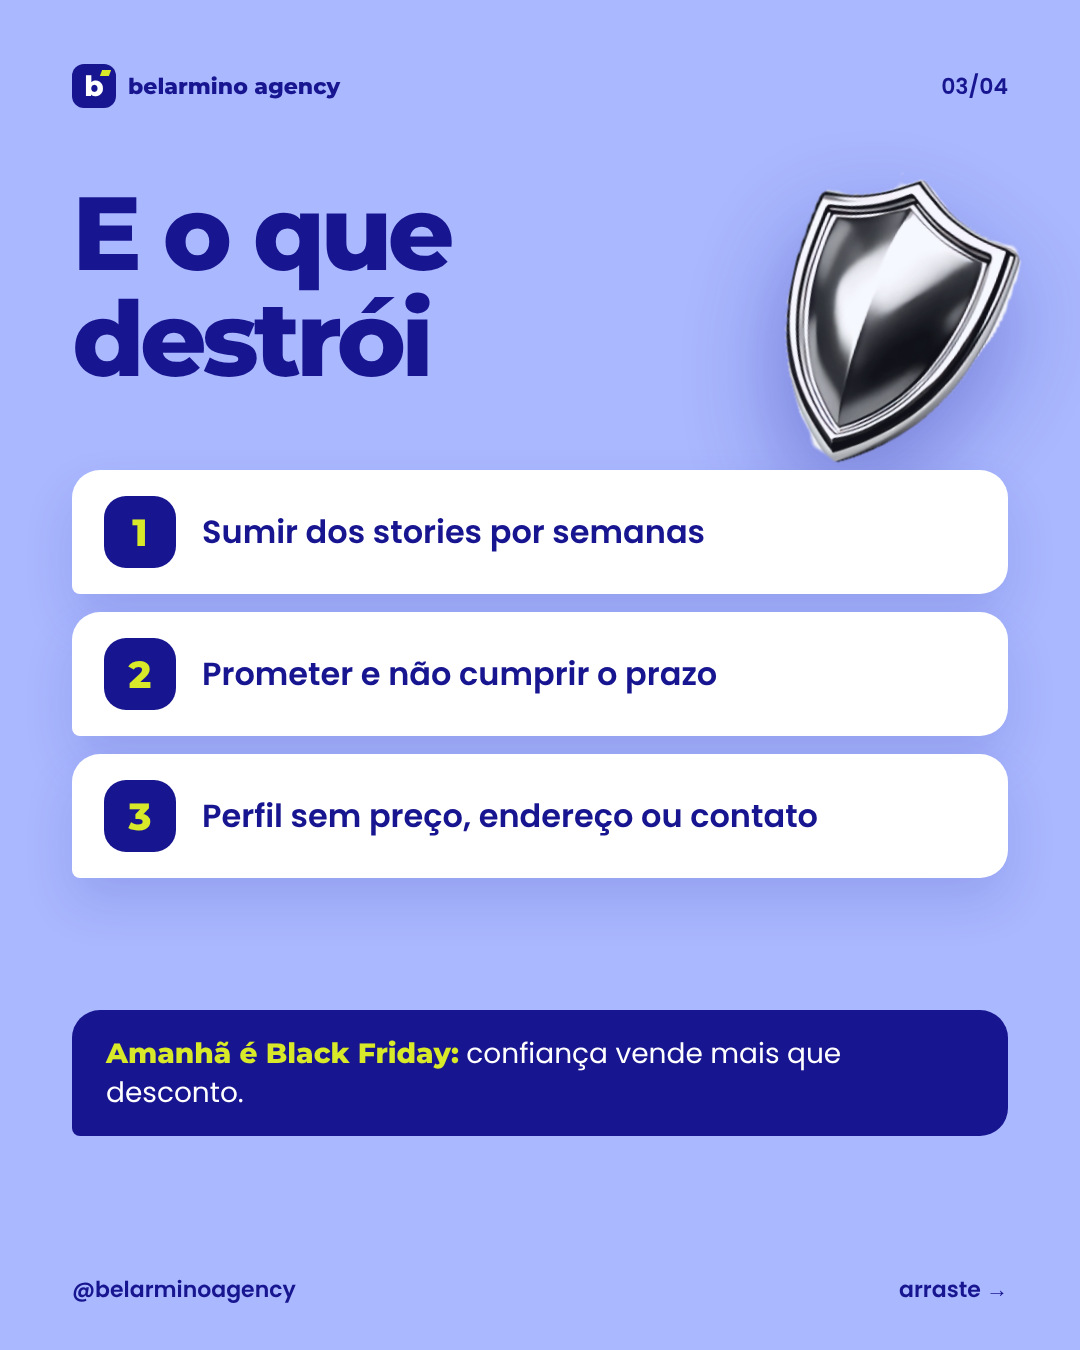 b
belarmino agency
03/04
E o que
destrói
1
Sumir dos stories por semanas
2
Prometer e não cumprir o prazo
3
Perfil sem preço, endereço ou contato
Amanhã é Black Friday: confiança vende mais que
desconto.
@belarminoagency
arraste →